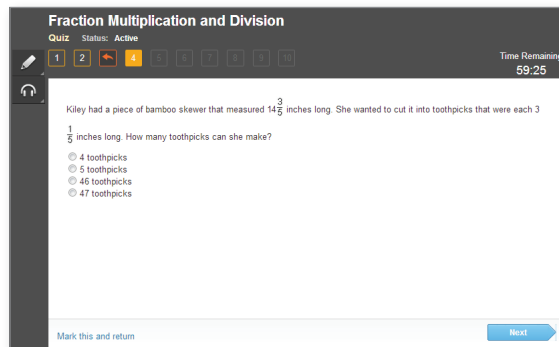 Fraction Multiplication and Division
Quiz Status: Active
1 2 4 5 6 7 8 9 10
Time Remaining
59:25
Kiley had a piece of bamboo skewer that measured 14 3/5 inches long. She wanted to cut it into toothpicks that were each 3
1/5 inches long. How many toothpicks can she make?
4 toothpicks
5 toothpicks
46 toothpicks
47 toothpicks
Mark this and return
Next